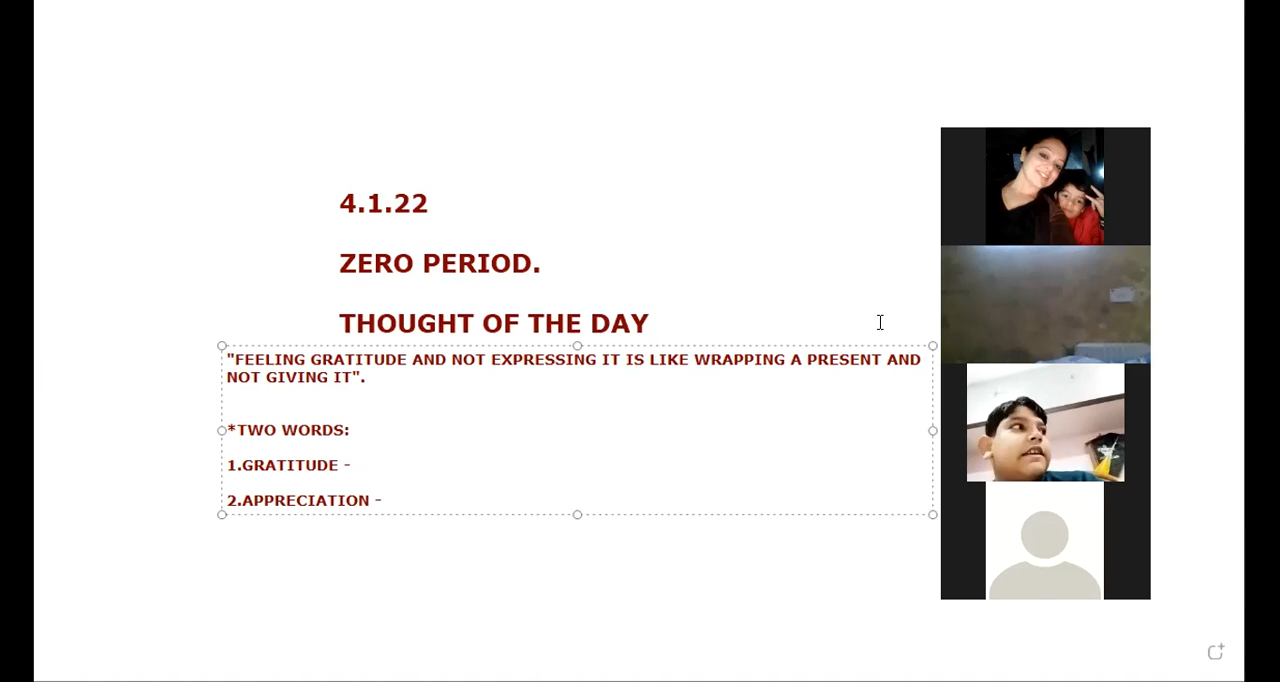 4.1.22
ZERO PERIOD.
THOUGHT OF THE DAY
"FEELING GRATITUDE AND NOT EXPRESSING IT IS LIKE WRAPPING A PRESENT AND
NOT GIVING IT".
*TWO WORDS:
1.GRATITUDE -
2.APPRECIATION -